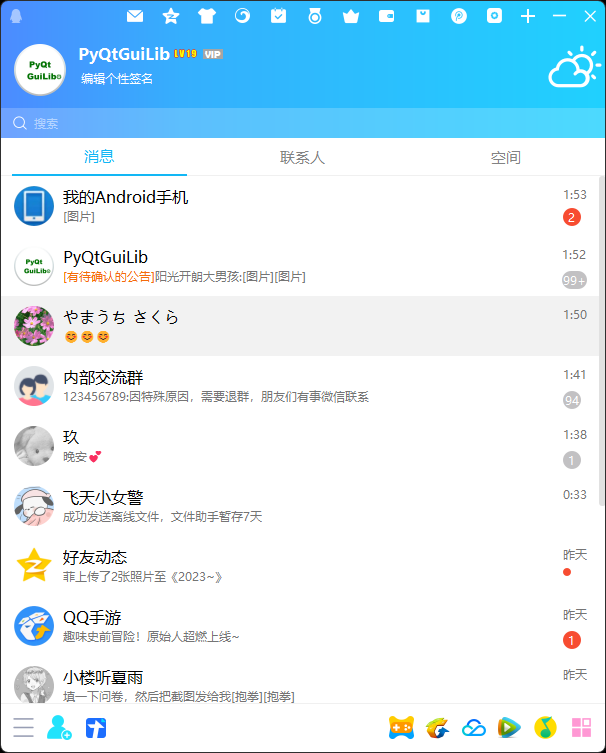 PyQt
GuiLib
PyQtGuiLib LV19 VIP
编辑个性签名
搜索
消息 联系人 空间
我的Android手机 1:53
[图片] 2
PyQtGuiLib 1:52
PyQt
GuiLib
[有待确认的公告]阳光开朗大男孩:[图片][图片] 99+
やまうち さくら 1:50
内部交流群 1:41
123456789:因特殊原因，需要退群，朋友们有事微信联系 94
玖 1:38
晚安 1
飞天小女警 0:33
成功发送离线文件，文件助手暂存7天
好友动态 昨天
菲上传了2张照片至《2023~》
QQ手游 昨天
趣味史前冒险！原始人超燃上线~ 1
小楼听夏雨 昨天
填一下问卷，然后把截图发给我[抱拳][抱拳]